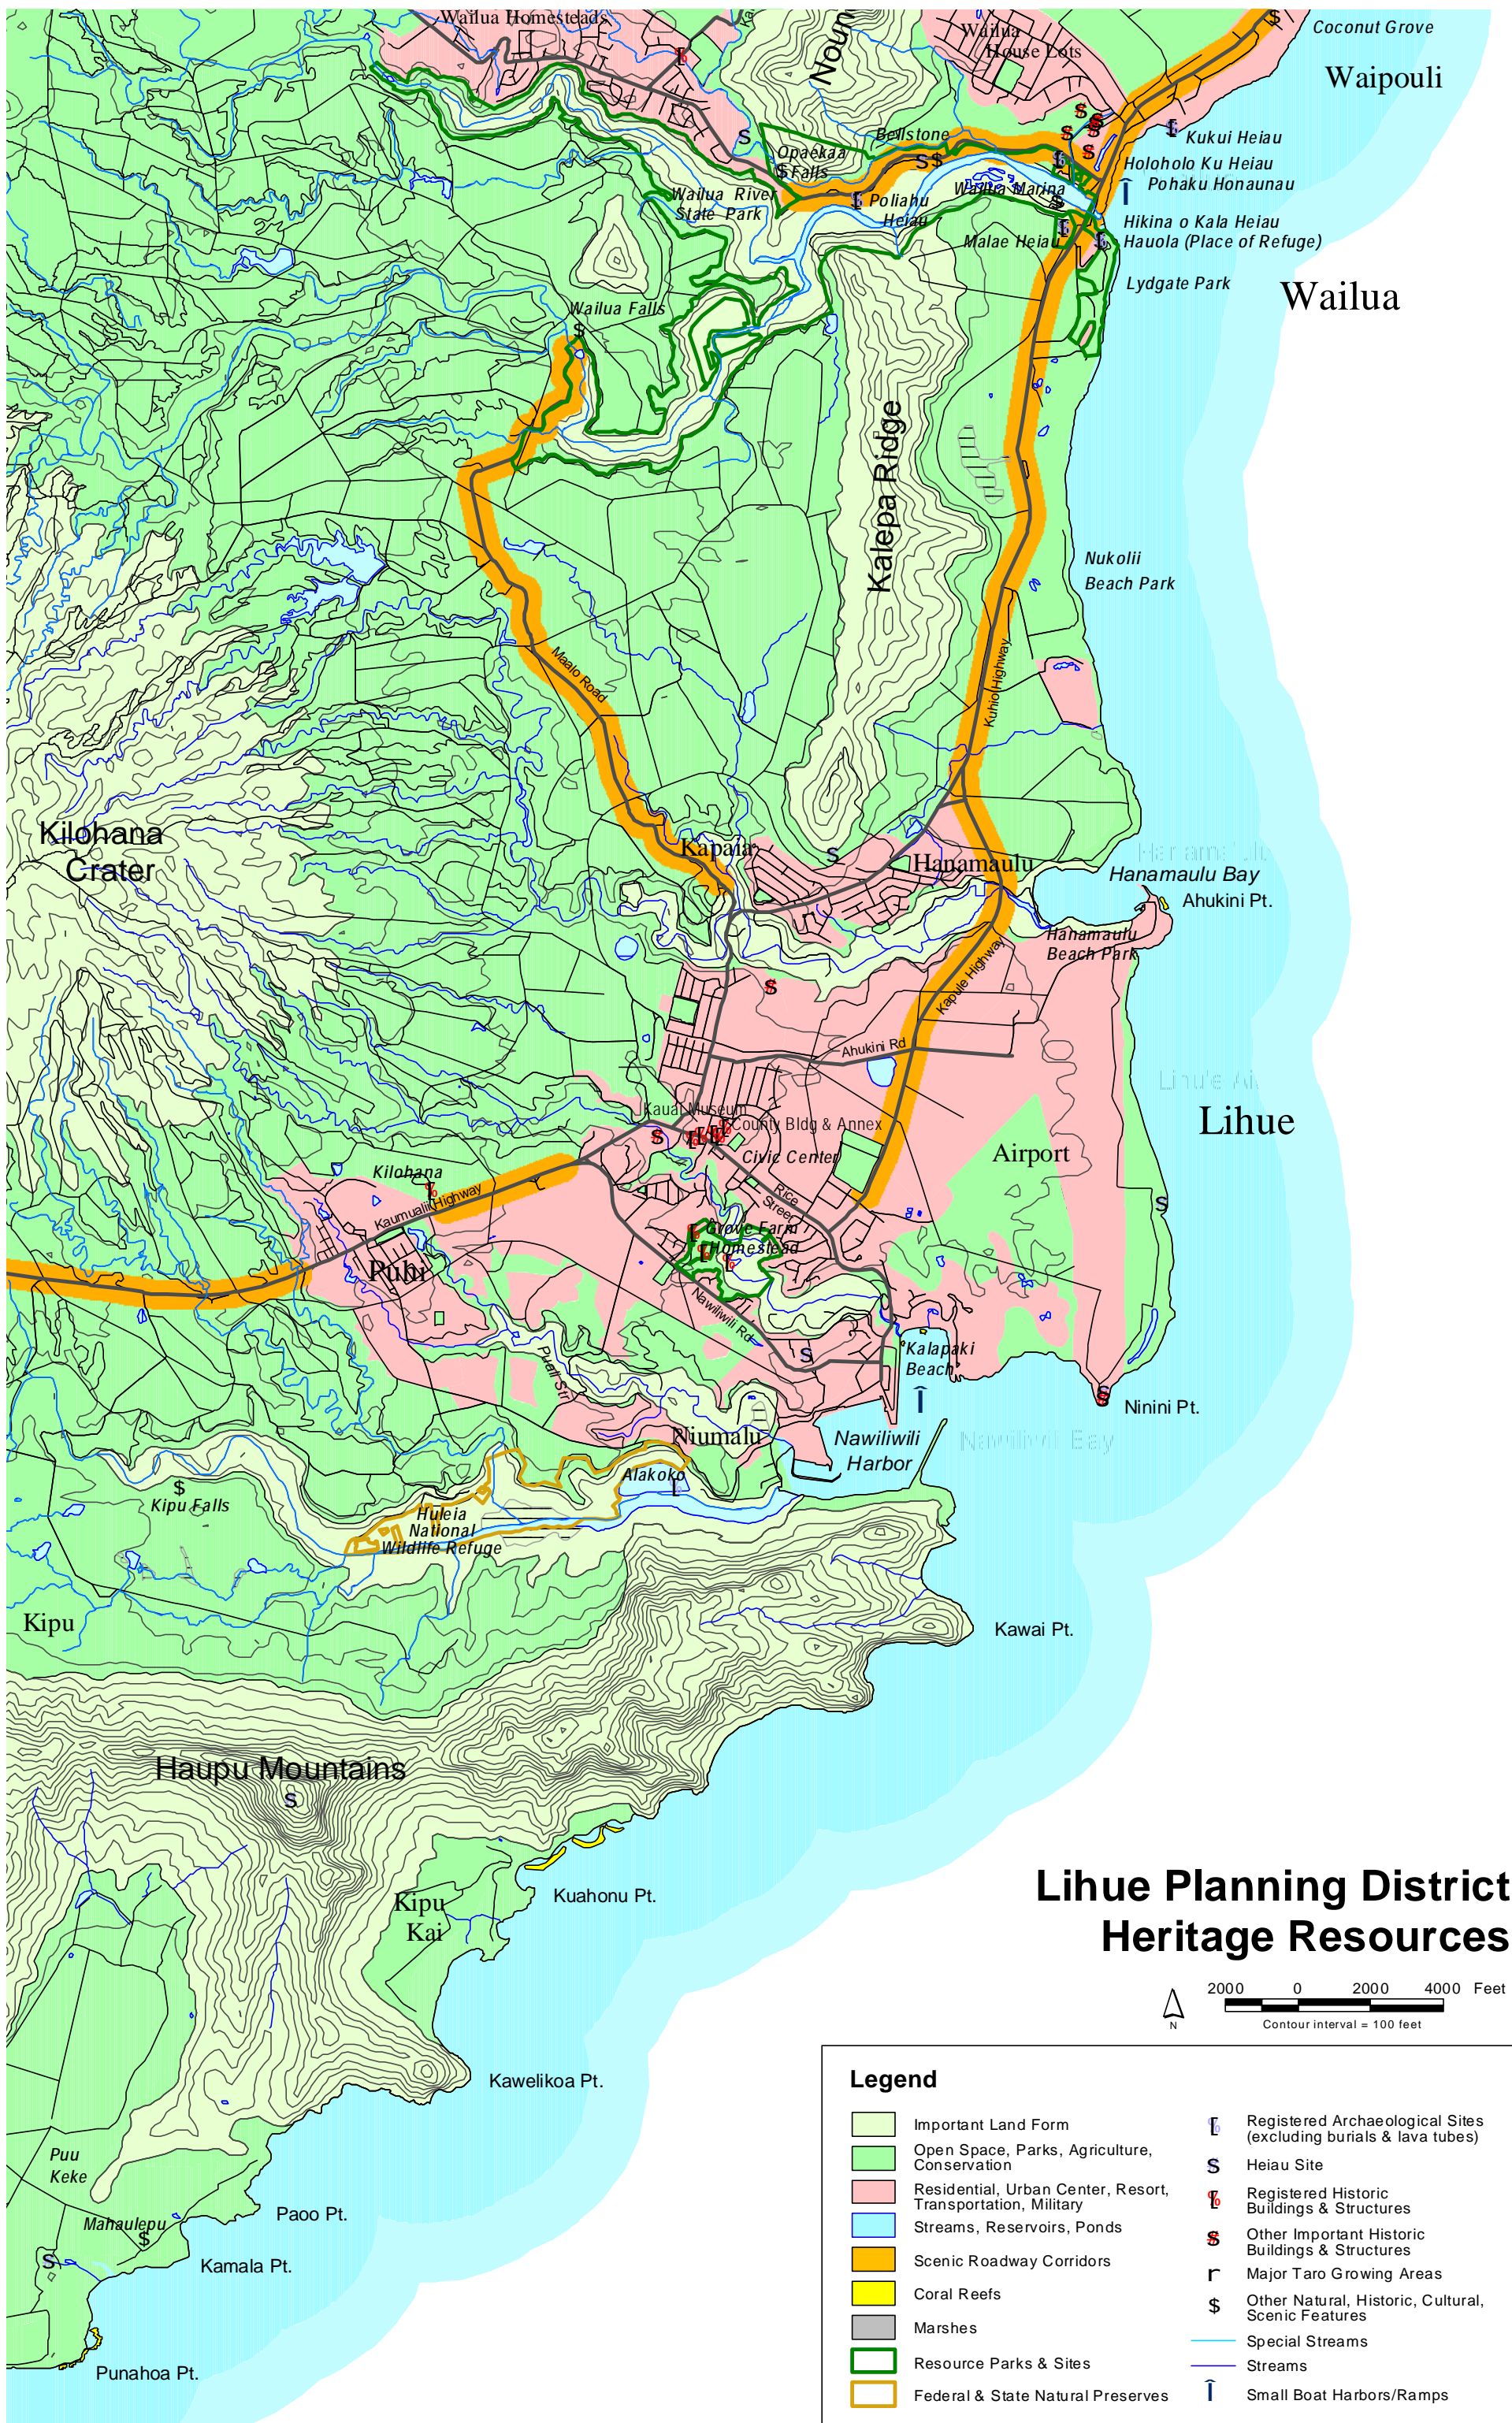 Wailua Homesteads
Noun
Wailua
House Lots
Coconut Grove
Waipouli
Kukui Heiau
Bellstone
Opaekaa
Falls
Holoholo Ku Heiau
Pohaku Honaunau
Wailua River
State Park
Wailua Marina
Poliahu
Heiau
Hikina o Kala Heiau
Malae Heiau
Hauola (Place of Refuge)
Lydgate Park
Wailua
Wailua Falls
Kalepa Ridge
Nukolii
Beach Park
Maalo Road
Kuhio Highway
Kilohana
Crater
Kapaia
Hanamaulu
Hanamaulu Bay
Ahukini Pt.
Hanamaulu
Beach Park
Kapule Highway
Ahukini Rd
Lihue
Kauai Museum
County Bldg & Annex
Civic Center
Airport
Kilohana
Kaumualii Highway
Rice
Street
Grove Farm
Homestead
Puhi
Nawiliwili Rd
Puali Str
Kalapaki
Beach
Ninini Pt.
Niumalu
Nawiliwili
Harbor
Nawiliwili Bay
Alakoko
Kipu Falls
Huleia
National
Wildlife Refuge
Kipu
Kawai Pt.
Haupu Mountains
Kuahonu Pt.
Kipu
Kai
Kawelikoa Pt.
Puu
Keke
Paoo Pt.
Mahaulepu
Kamala Pt.
Punahoa Pt.
Lihue Planning District
Heritage Resources
N
2000 0 2000 4000 Feet
Contour interval = 100 feet
Legend
Important Land Form
Open Space, Parks, Agriculture,
Conservation
Residential, Urban Center, Resort,
Transportation, Military
Streams, Reservoirs, Ponds
Scenic Roadway Corridors
Coral Reefs
Marshes
Resource Parks & Sites
Federal & State Natural Preserves
Registered Archaeological Sites
(excluding burials & lava tubes)
Heiau Site
Registered Historic
Buildings & Structures
Other Important Historic
Buildings & Structures
Major Taro Growing Areas
Other Natural, Historic, Cultural,
Scenic Features
Special Streams
Streams
Small Boat Harbors/Ramps